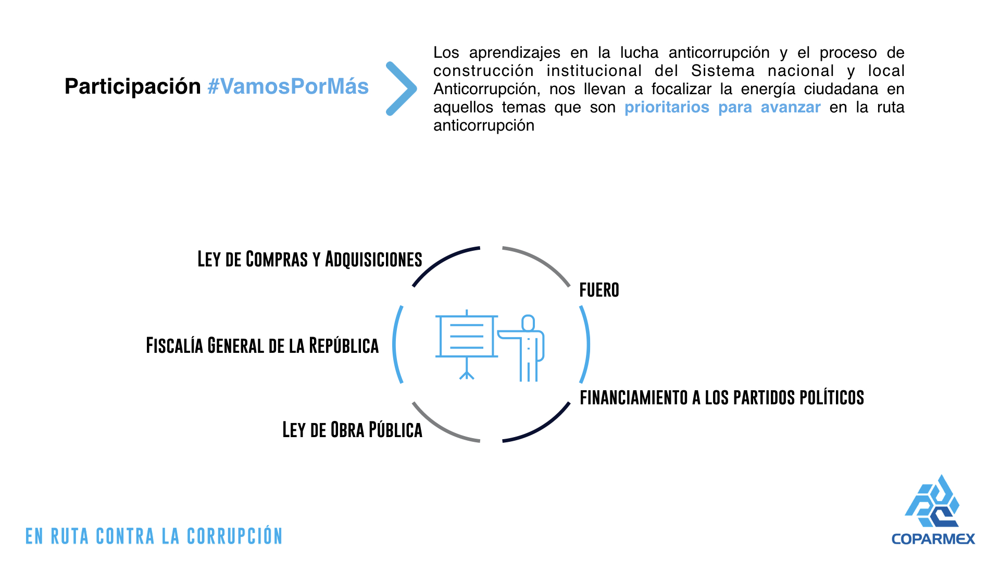 Participación #VamosPorMás
Los aprendizajes en la lucha anticorrupción y el proceso de
construcción institucional del Sistema nacional y local
Anticorrupción, nos llevan a focalizar la energía ciudadana en
aquellos temas que son prioritarios para avanzar en la ruta
anticorrupción
Ley de Compras y Adquisiciones
FUERO
Fiscalía General de la República
FINANCIAMIENTO A LOS PARTIDOS POLÍTICOS
Ley de Obra Pública
EN RUTA CONTRA LA CORRUPCIÓN
COPARMEX